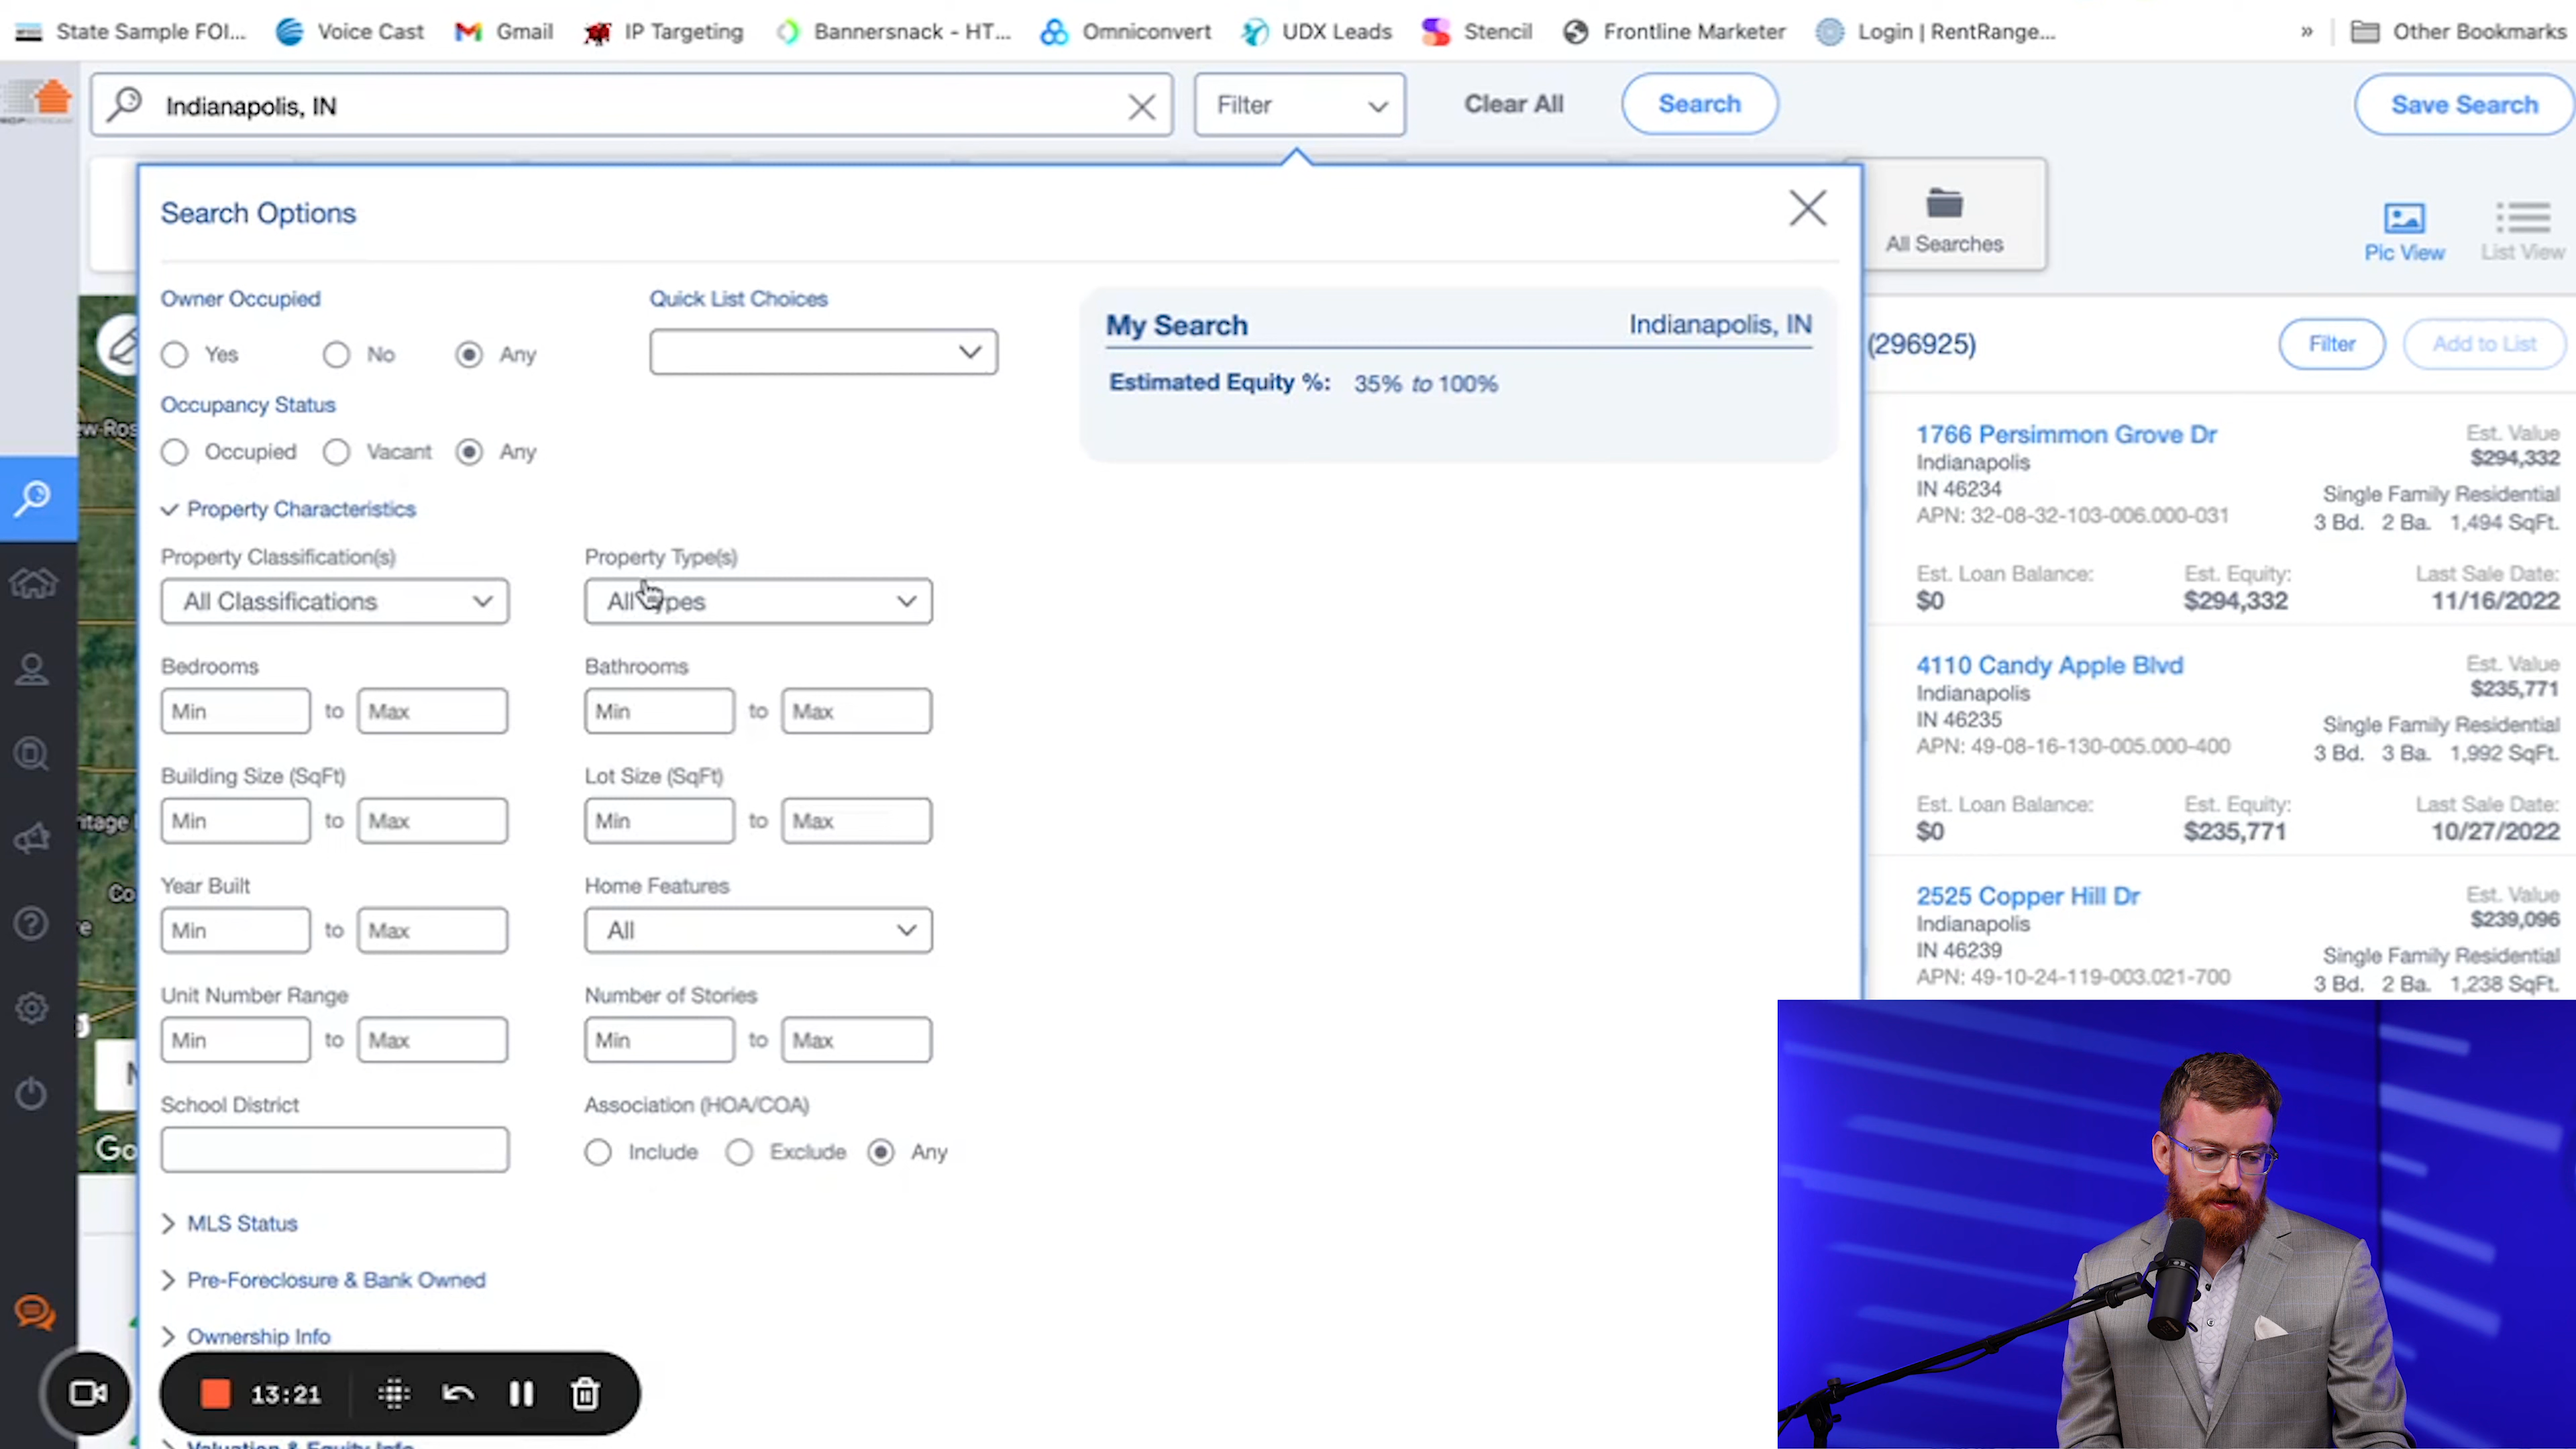 State Sample FOI... Voice Cast Gmail IP Targeting Bannersnack - HT... Omniconvert UDX Leads Stencil Frontline Marketer Login | RentRange... » Other Bookmarks
Indianapolis, IN Filter Clear All Search Save Search
Search Options
All Searches
Pic View List View
Owner Occupied Quick List Choices
Yes No Any
Occupancy Status
Occupied Vacant Any
My Search Indianapolis, IN
Estimated Equity %: 35% to 100%
Property Characteristics
Property Classification(s) Property Type(s)
All Classifications All Types
Bedrooms Bathrooms
Min to Max Min to Max
Building Size (SqFt) Lot Size (SqFt)
Min to Max Min to Max
Year Built Home Features
Min to Max All
Unit Number Range Number of Stories
Min to Max Min to Max
School District Association (HOA/COA)
Include Exclude Any
MLS Status
Pre-Foreclosure & Bank Owned
Ownership Info
13:21
Valuation & Equity Info
(296925) Filter Add to List
1766 Persimmon Grove Dr Est. Value
Indianapolis $294,332
IN 46234 Single Family Residential
APN: 32-08-32-103-006.000-031 3 Bd. 2 Ba. 1,494 SqFt.
Est. Loan Balance: Est. Equity: Last Sale Date:
$0 $294,332 11/16/2022
4110 Candy Apple Blvd Est. Value
Indianapolis $235,771
IN 46235 Single Family Residential
APN: 49-08-16-130-005.000-400 3 Bd. 3 Ba. 1,992 SqFt.
Est. Loan Balance: Est. Equity: Last Sale Date:
$0 $235,771 10/27/2022
2525 Copper Hill Dr Est. Value
Indianapolis $239,096
IN 46239 Single Family Residential
APN: 49-10-24-119-003.021-700 3 Bd. 2 Ba. 1,238 SqFt.